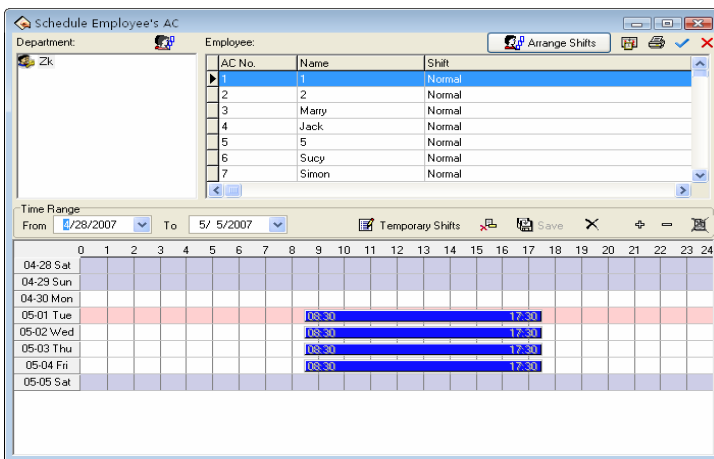 Schedule Employee's AC
Department: Employee: Arrange Shifts
Zk
AC No. Name Shift
1 1 Normal
2 2 Normal
3 Marry Normal
4 Jack Normal
5 5 Normal
6 Sucy Normal
7 Simon Normal
Time Range
From 4/28/2007 To 5/ 5/2007 Temporary Shifts Save
0 1 2 3 4 5 6 7 8 9 10 11 12 13 14 15 16 17 18 19 20 21 22 23 24
04-28 Sat
04-29 Sun
04-30 Mon
05-01 Tue 08:30 17:30
05-02 Wed 08:30 17:30
05-03 Thu 08:30 17:30
05-04 Fri 08:30 17:30
05-05 Sat